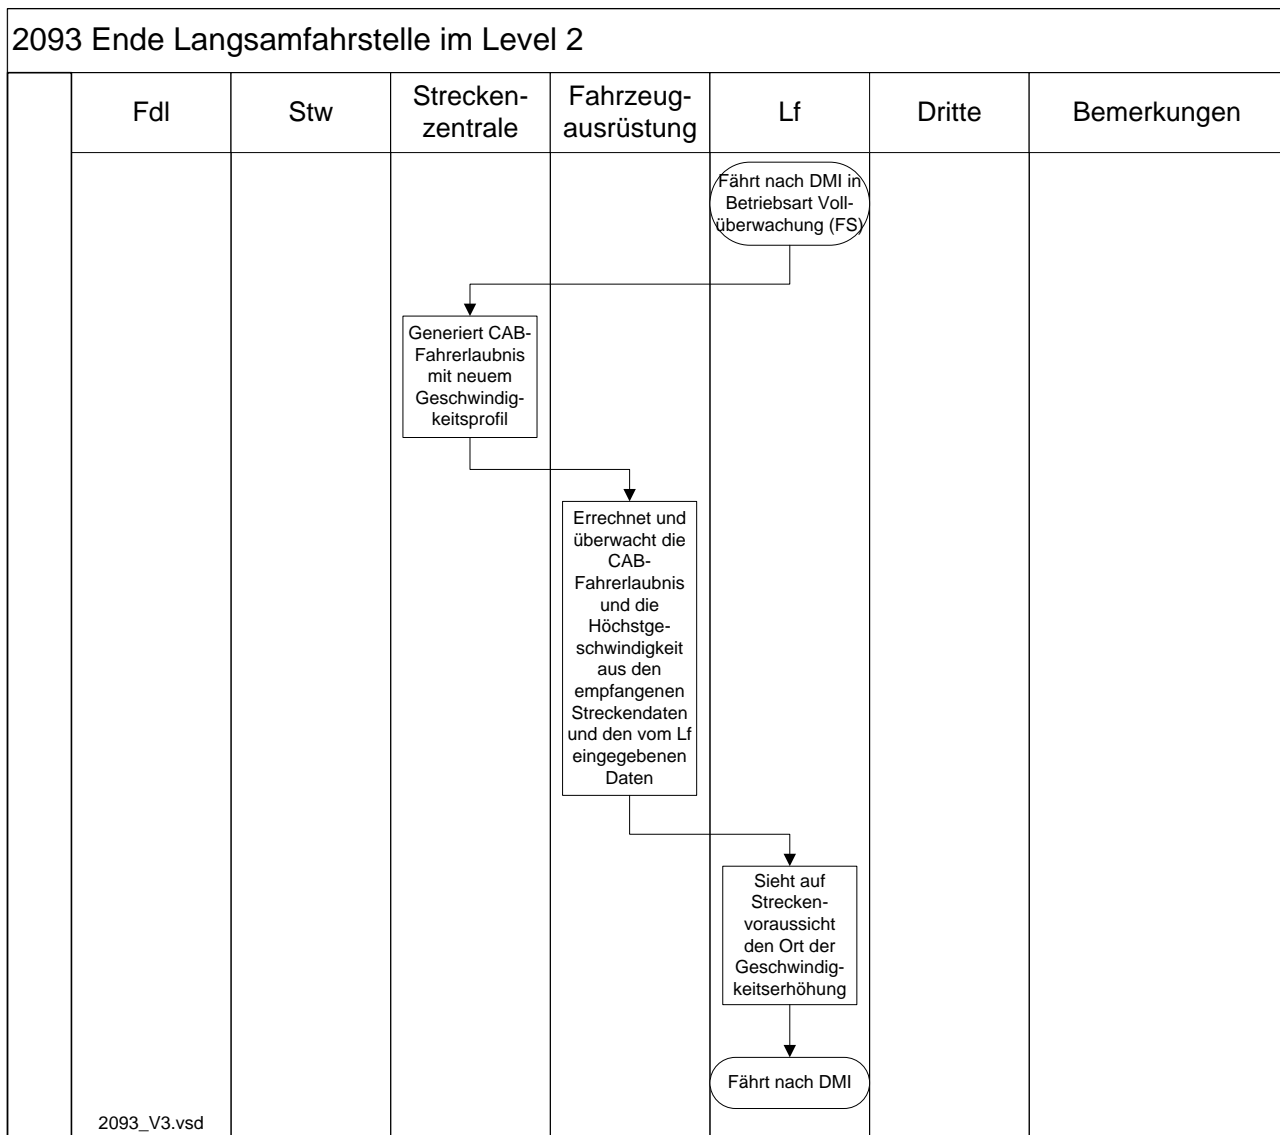 2093 Ende Langsamfahrstelle im Level 2
Fdl
Stw
Strecken-
zentrale
Fahrzeug-
ausrüstung
Lf
Dritte
Bemerkungen
Fährt nach DMI in
Betriebsart Voll-
überwachung (FS)
Generiert CAB-
Fahrerlaubnis
mit neuem
Geschwindig-
keitsprofil
Errechnet und
überwacht die
CAB-
Fahrerlaubnis
und die
Höchstge-
schwindigkeit
aus den
empfangenen
Streckendaten
und den vom Lf
eingegebenen
Daten
Sieht auf
Strecken-
voraussicht
den Ort der
Geschwindig-
keitserhöhung
Fährt nach DMI
2093_V3.vsd